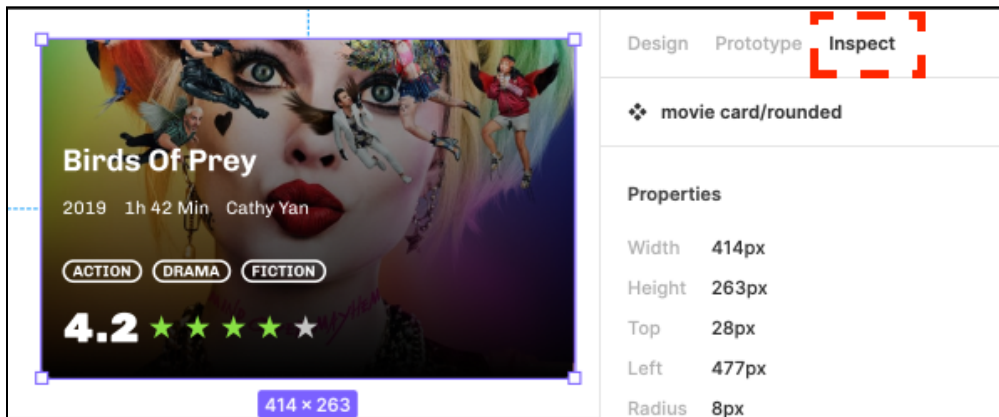 Design Prototype Inspect
movie card/rounded
Properties
Width 414px
Height 263px
Top 28px
Left 477px
Radius 8px
Birds Of Prey
2019 1h 42 Min Cathy Yan
ACTION DRAMA FICTION
4.2
414 × 263